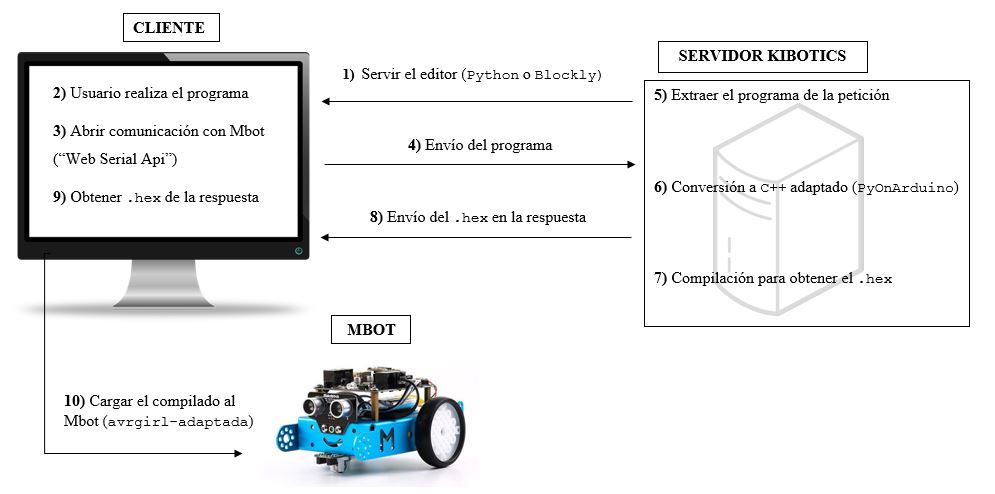 CLIENTE
2) Usuario realiza el programa
3) Abrir comunicación con Mbot
(“Web Serial Api”)
9) Obtener .hex de la respuesta
1) Servir el editor (Python o Blockly)
4) Envío del programa
8) Envío del .hex en la respuesta
SERVIDOR KIBOTICS
5) Extraer el programa de la petición
6) Conversión a C++ adaptado (PyOnArduino)
7) Compilación para obtener el .hex
MBOT
10) Cargar el compilado al
Mbot (avrgirl-adaptada)
M